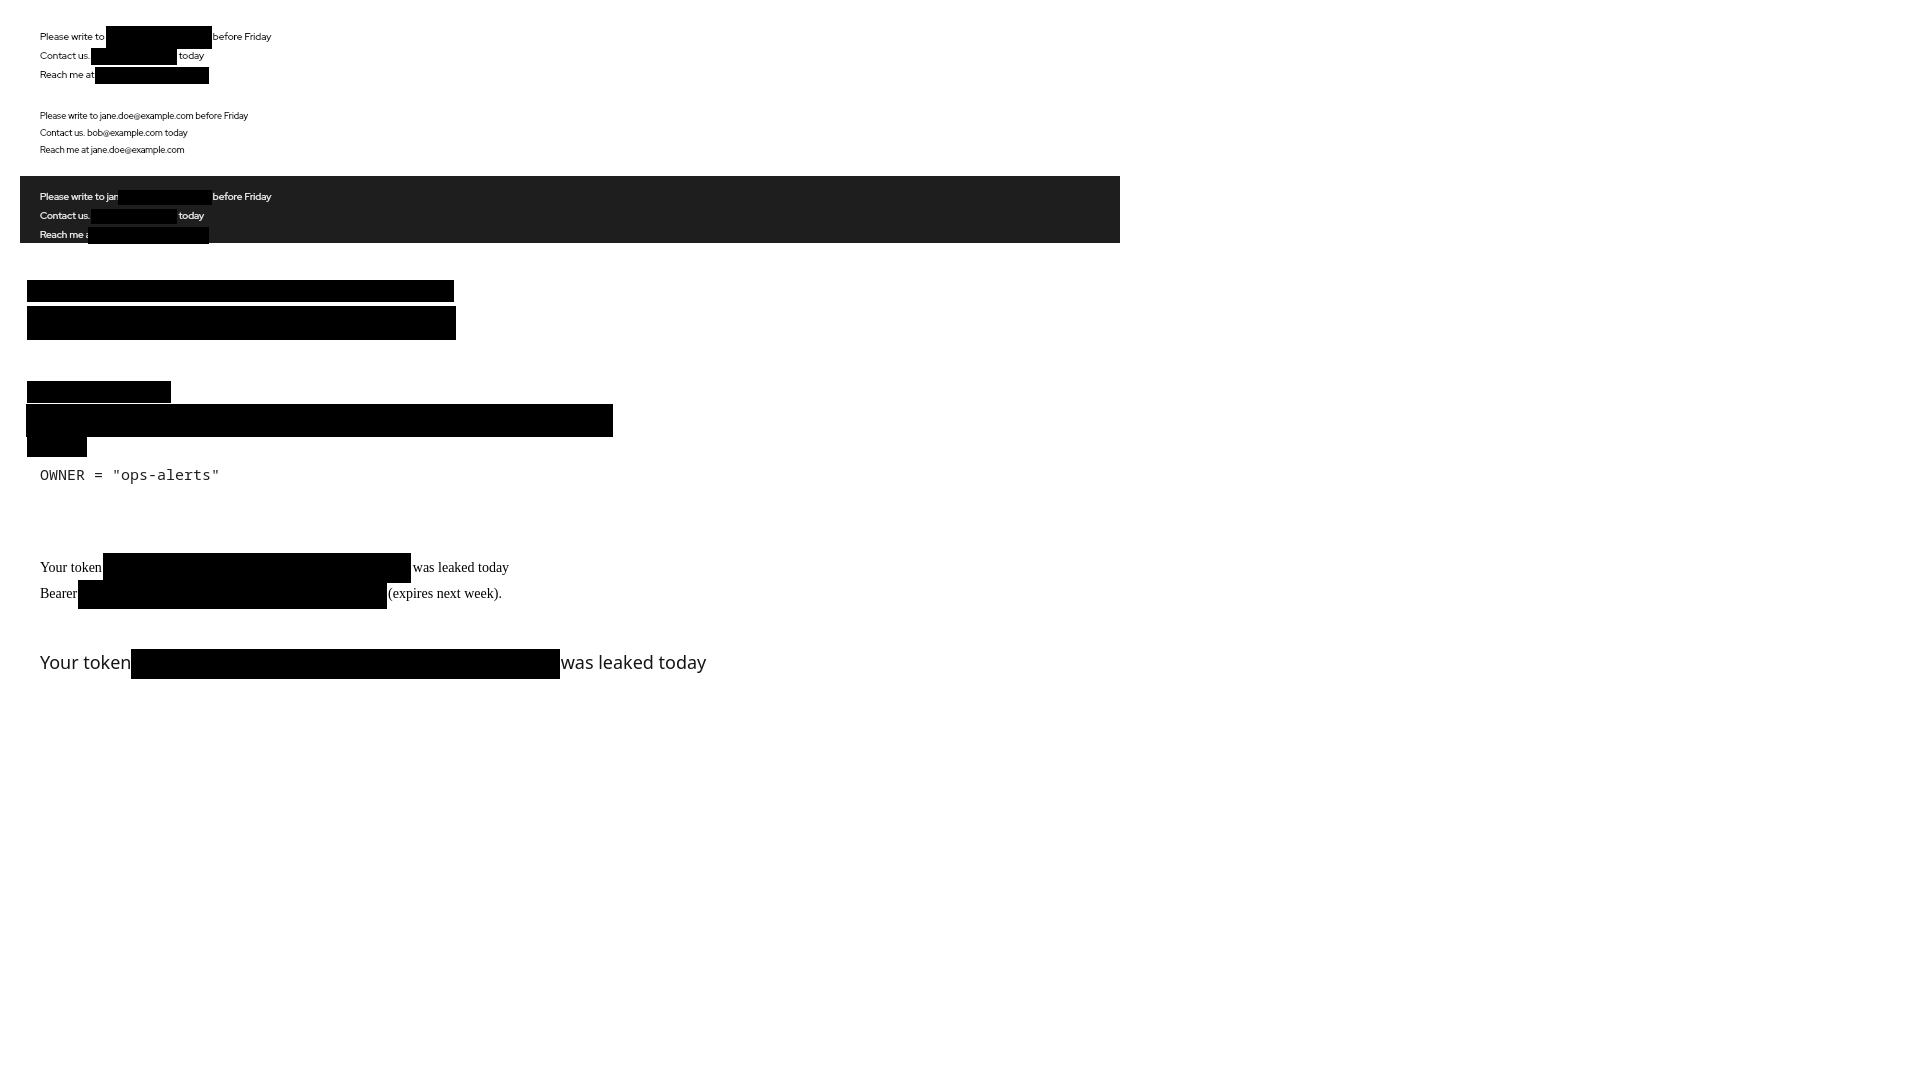 Please write to before Friday
Contact us. today
Reach me at
Please write to jane.doe@example.com before Friday
Contact us. bob@example.com today
Reach me at jane.doe@example.com
Please write to jan before Friday
Contact us. today
Reach me a
OWNER = "ops-alerts"
Your token was leaked today
Bearer (expires next week).
Your token was leaked today